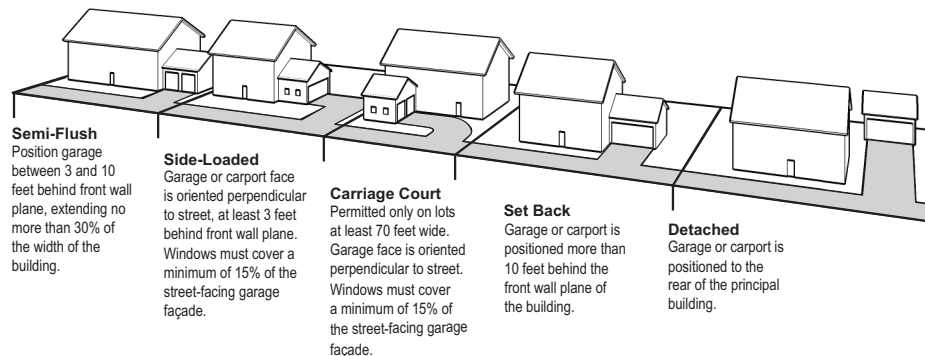 Semi-Flush
Position garage
between 3 and 10
feet behind front wall
plane, extending no
more than 30% of
the width of the
building.
Side-Loaded
Garage or carport face
is oriented perpendicular
to street, at least 3 feet
behind front wall plane.
Windows must cover a
minimum of 15% of the
street-facing garage
façade.
Carriage Court
Permitted only on lots
at least 70 feet wide.
Garage face is oriented
perpendicular to street.
Windows must cover
a minimum of 15% of
the street-facing garage
façade.
Set Back
Garage or carport is
positioned more than
10 feet behind the
front wall plane of
the building.
Detached
Garage or carport is
positioned to the
rear of the principal
building.